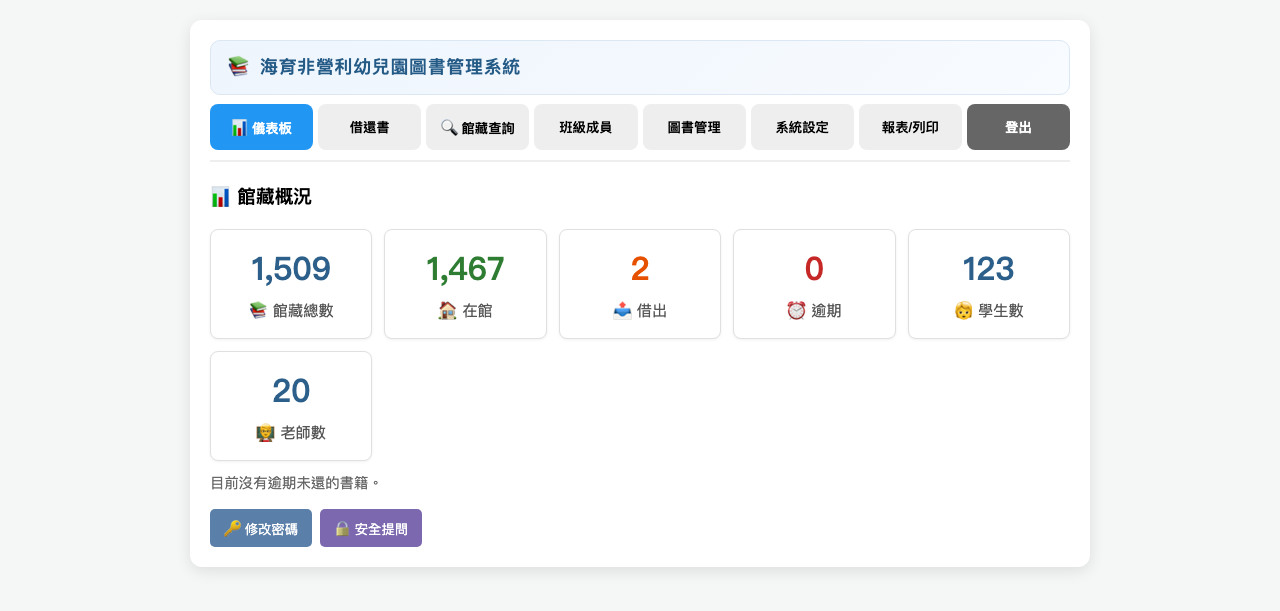 📚 海育非營利幼兒園圖書管理系統
📊 儀表板 借還書 🔍 館藏查詢 班級成員 圖書管理 系統設定 報表/列印 登出
📊 館藏概況
1,509 1,467 2 0 123
📚 館藏總數 🏠 在館 📤 借出 ⏰ 逾期 🧒 學生數
20
👩‍🏫 老師數
目前沒有逾期未還的書籍。
🔑 修改密碼 🔒 安全提問